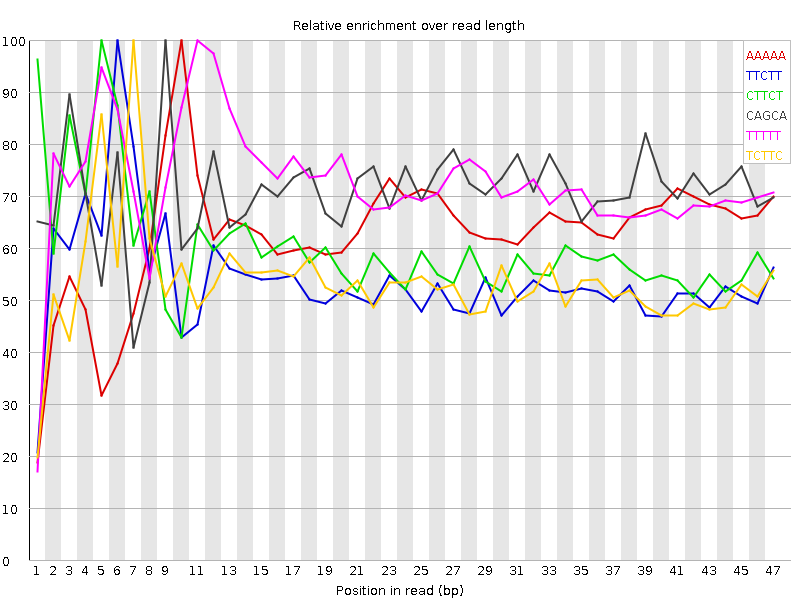 Relative enrichment over read length
100
90
80
70
60
50
40
30
20
10
0
AAAAA
TTCTT
CTTCT
CAGCA
TTTTT
TCTTC
1 2 3 4 5 6 7 8 9 11 13 15 17 19 21 23 25 27 29 31 33 35 37 39 41 43 45 47
Position in read (bp)